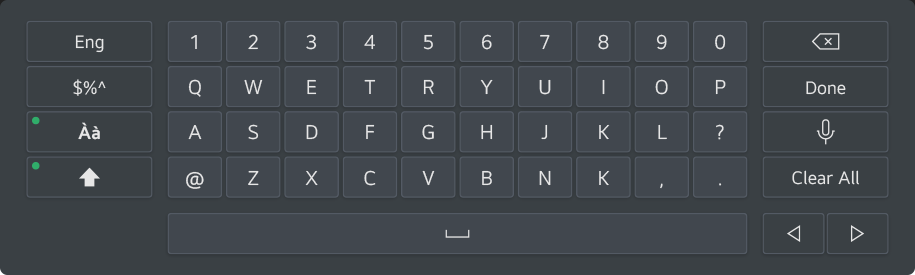 Eng 1 2 3 4 5 6 7 8 9 0
$%^ Q W E T R Y U I O P Done
Àà A S D F G H J K L ?
@ Z X C V B N K , . Clear All